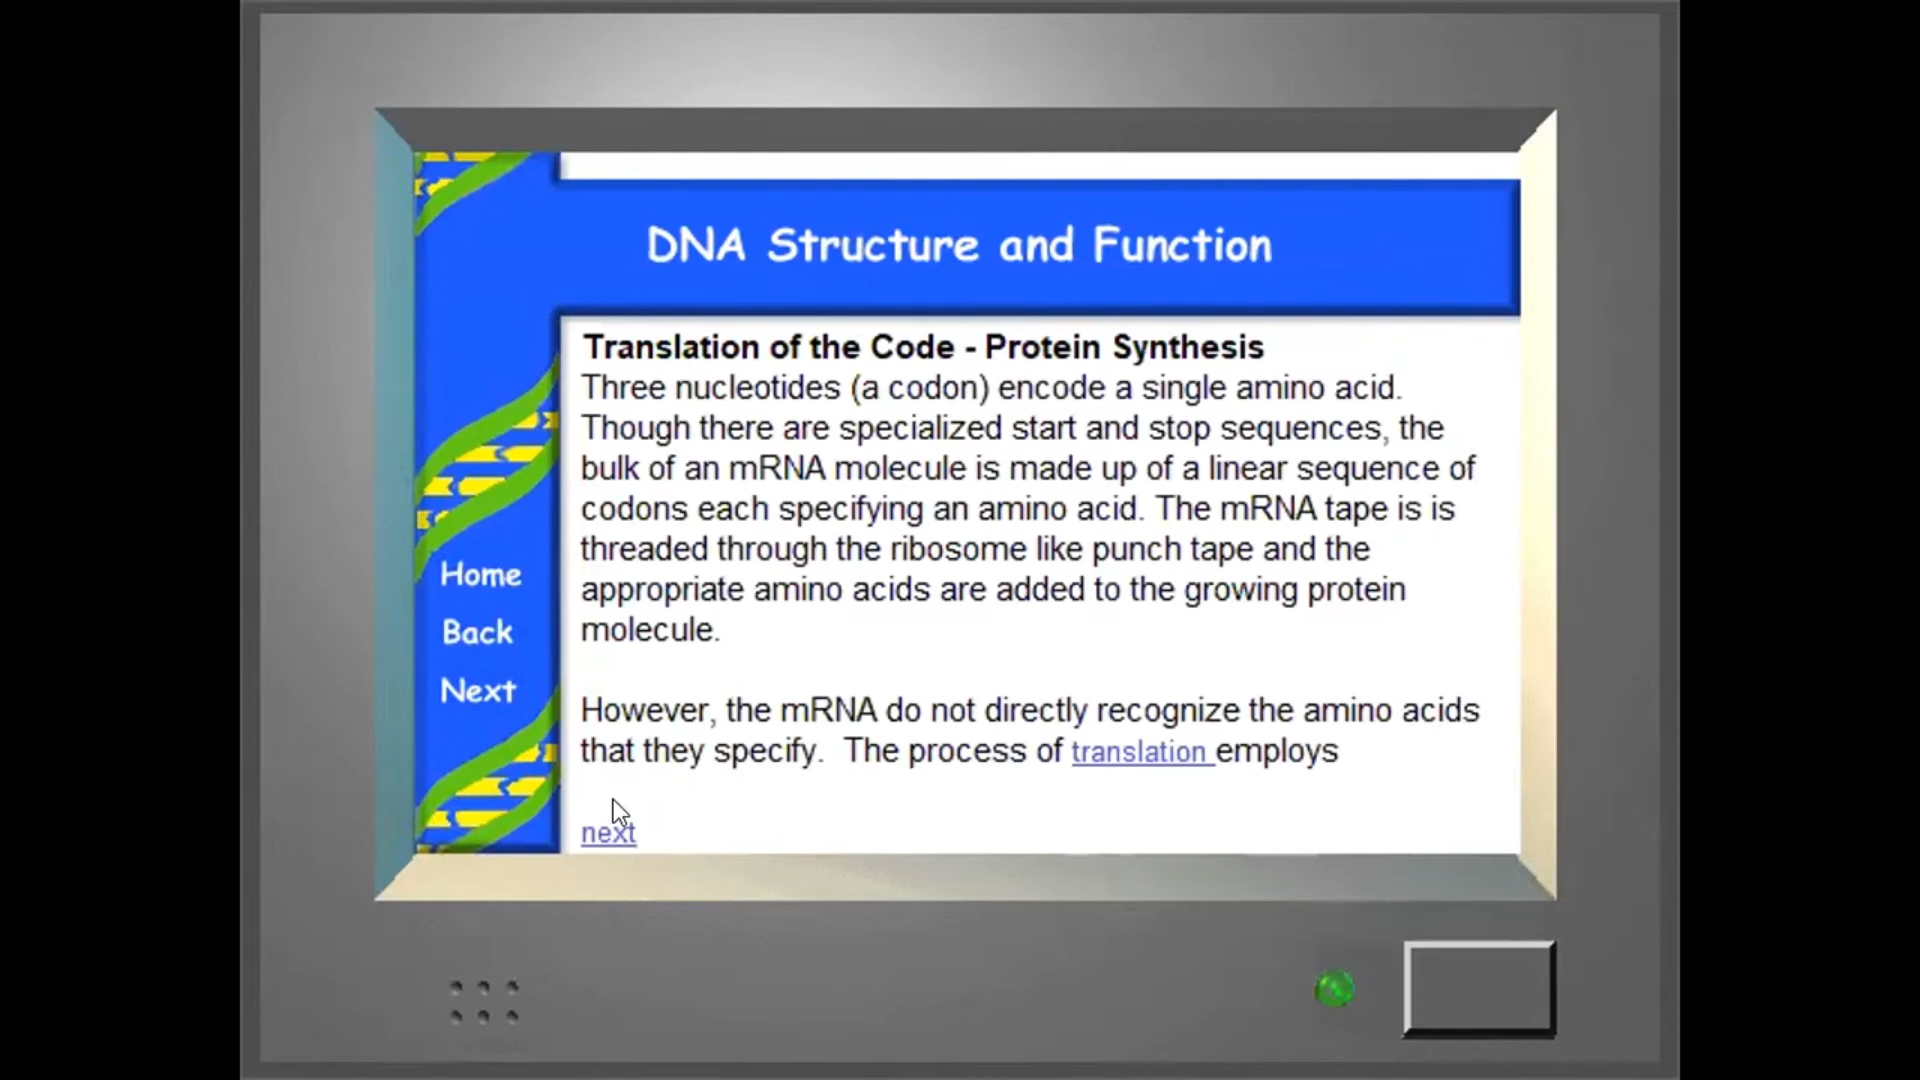 DNA Structure and Function
Translation of the Code - Protein Synthesis
Three nucleotides (a codon) encode a single amino acid.
Though there are specialized start and stop sequences, the
bulk of an mRNA molecule is made up of a linear sequence of
codons each specifying an amino acid. The mRNA tape is is
threaded through the ribosome like punch tape and the
appropriate amino acids are added to the growing protein
molecule.
However, the mRNA do not directly recognize the amino acids
that they specify. The process of translation employs
next
Home
Back
Next